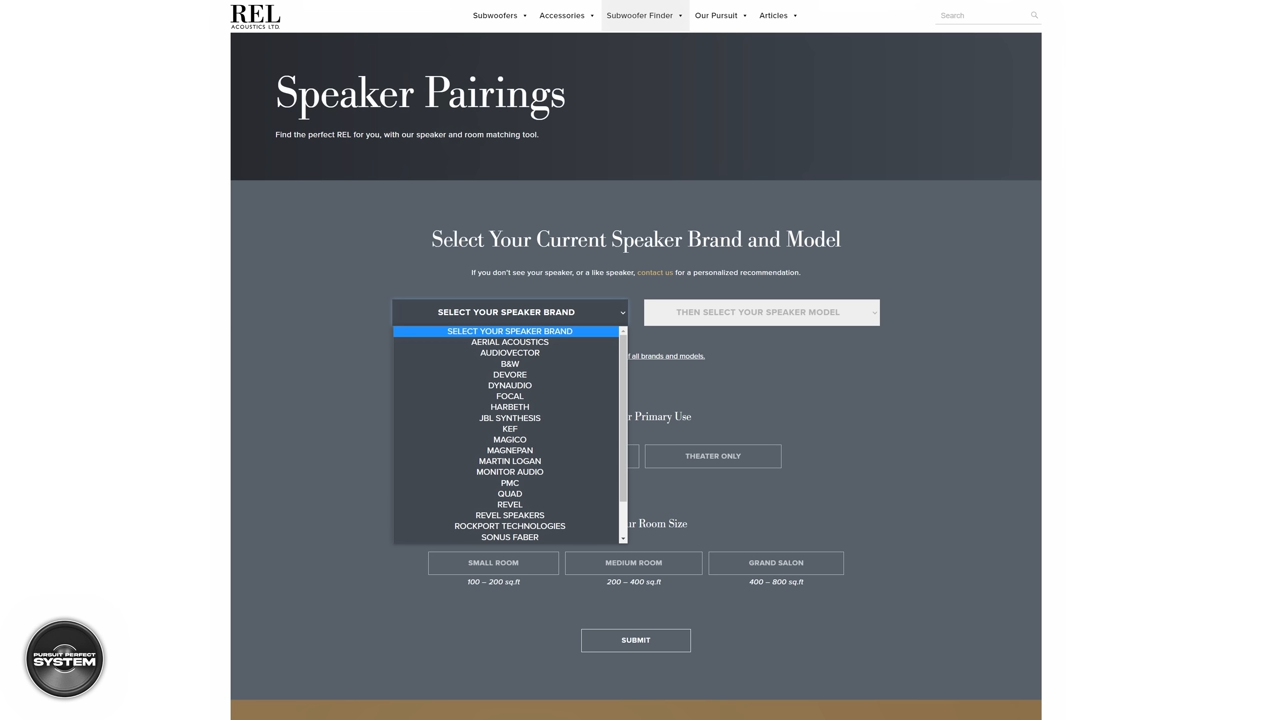 REL
ACOUSTICS LTD.
Subwoofers
Accessories
Subwoofer Finder
Our Pursuit
Articles
Search
Speaker Pairings
Find the perfect REL for you, with our speaker and room matching tool.
Select Your Current Speaker Brand and Model
If you don't see your speaker, or a like speaker, contact us for a personalized recommendation.
SELECT YOUR SPEAKER BRAND
THEN SELECT YOUR SPEAKER MODEL
SELECT YOUR SPEAKER BRAND
AERIAL ACOUSTICS
AUDIOVECTOR
all brands and models.
B&W
DEVORE
DYNAUDIO
FOCAL
HARBETH
JBL SYNTHESIS
Primary Use
KEF
MAGICO
MAGNEPAN
THEATER ONLY
MARTIN LOGAN
MONITOR AUDIO
PMC
QUAD
REVEL
REVEL SPEAKERS
ROCKPORT TECHNOLOGIES
Room Size
SONUS FABER
SMALL ROOM
MEDIUM ROOM
GRAND SALON
100 – 200 sq.ft
200 – 400 sq.ft
400 – 800 sq.ft
SUBMIT
PURSUIT PERFECT
SYSTEM